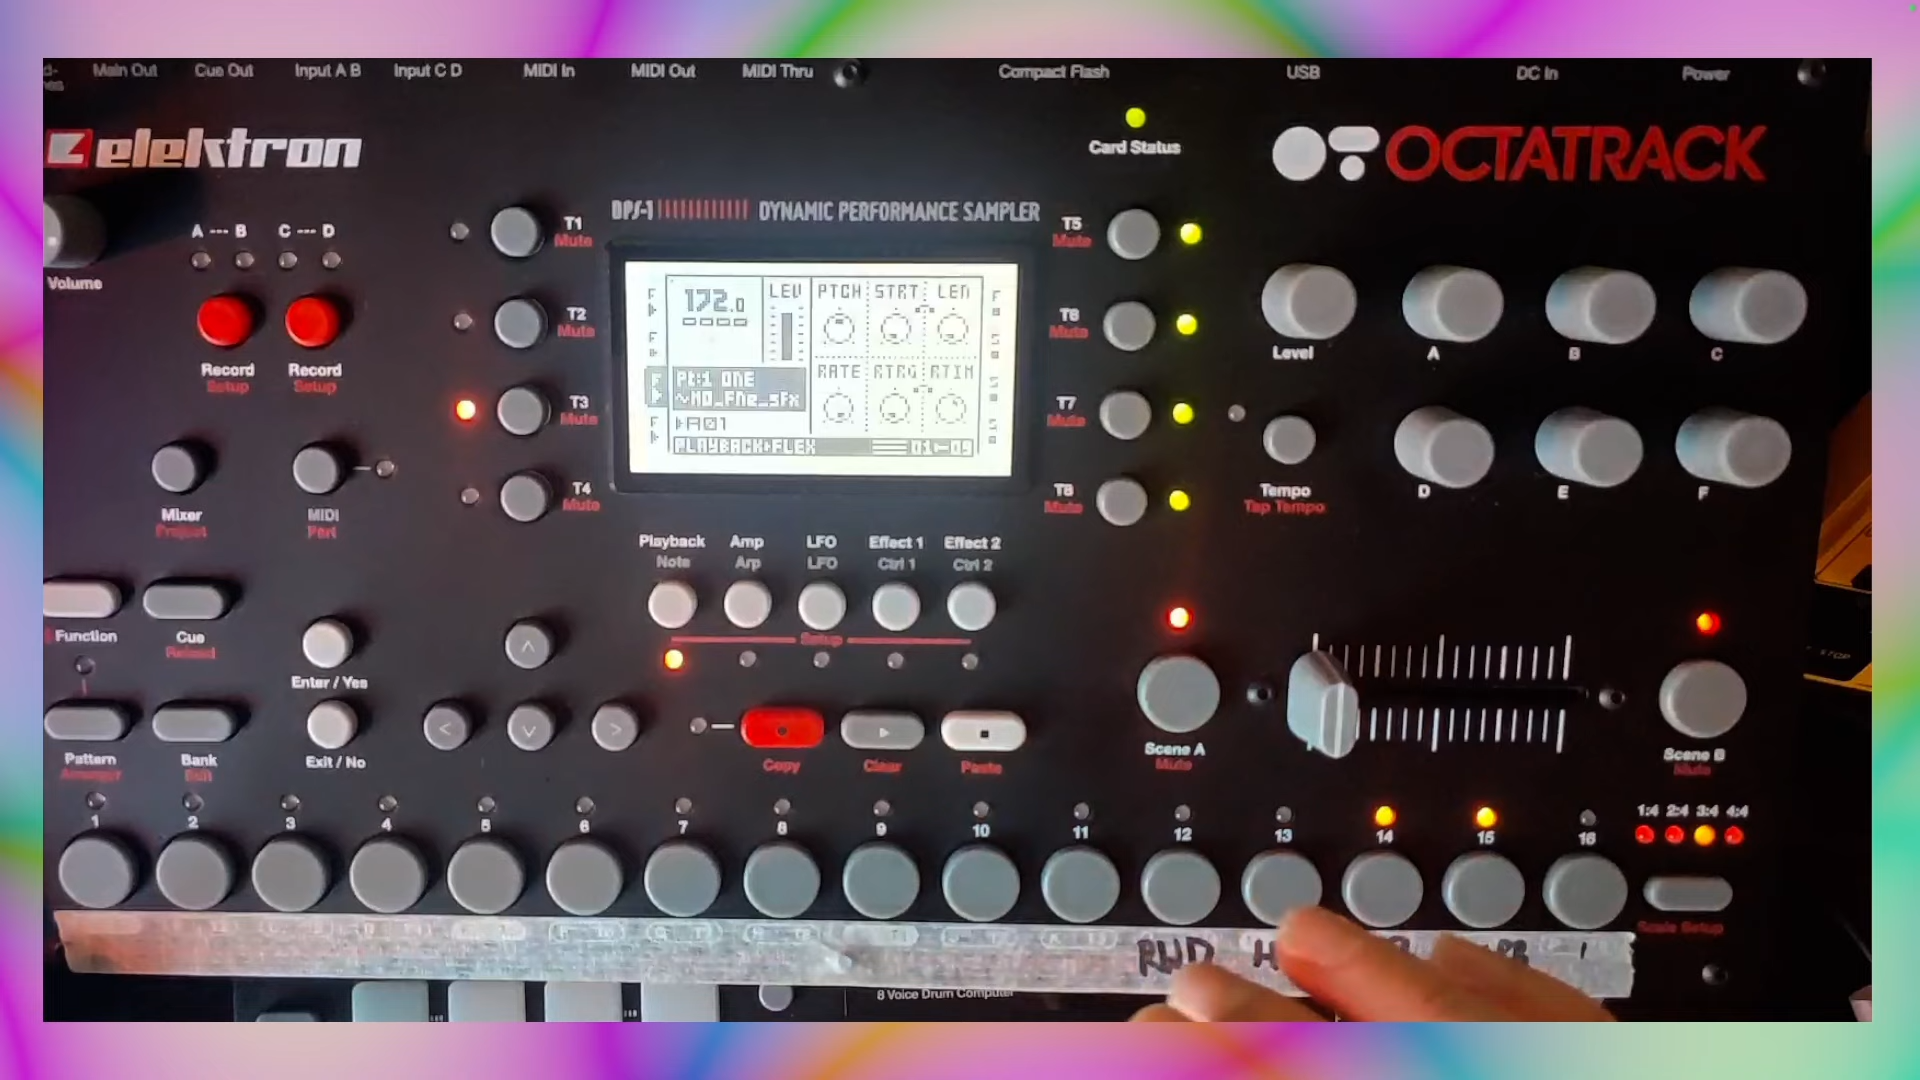 Main Out Cue Out Input A B Input C D MIDI In MIDI Out MIDI Thru Compact Flash USB DC In Power
elektron
Card Status
OCTATRACK
DPS-1 DYNAMIC PERFORMANCE SAMPLER
Volume
A B C D
Record Setup
Record Setup
T1 Mute
T2 Mute
T3 Mute
T4 Mute
172.0
LEV PTCH STRT LEN
RATE RTRG RTIM
Pt:1 ONE
A01
PLAYBACK FLEX
T5 Mute
T6 Mute
T7 Mute
T8 Mute
Level A B C
Tempo
Tap Tempo
D E F
Mixer
Project
MIDI
Part
Playback Amp LFO Effect 1 Effect 2
Note Arp LFO Ctrl 1 Ctrl 2
Setup
Function
Cue
Reload
Enter / Yes
Pattern
Arranger
Bank
Edit
Exit / No
Copy Clear Paste
Scene A
Mute
Scene B
Mute
1:4 2:4 3:4 4:4
1 2 3 4 5 6 7 8 9 10 11 12 13 14 15 16
Scale Setup
RWD
8 Voice Drum Computer